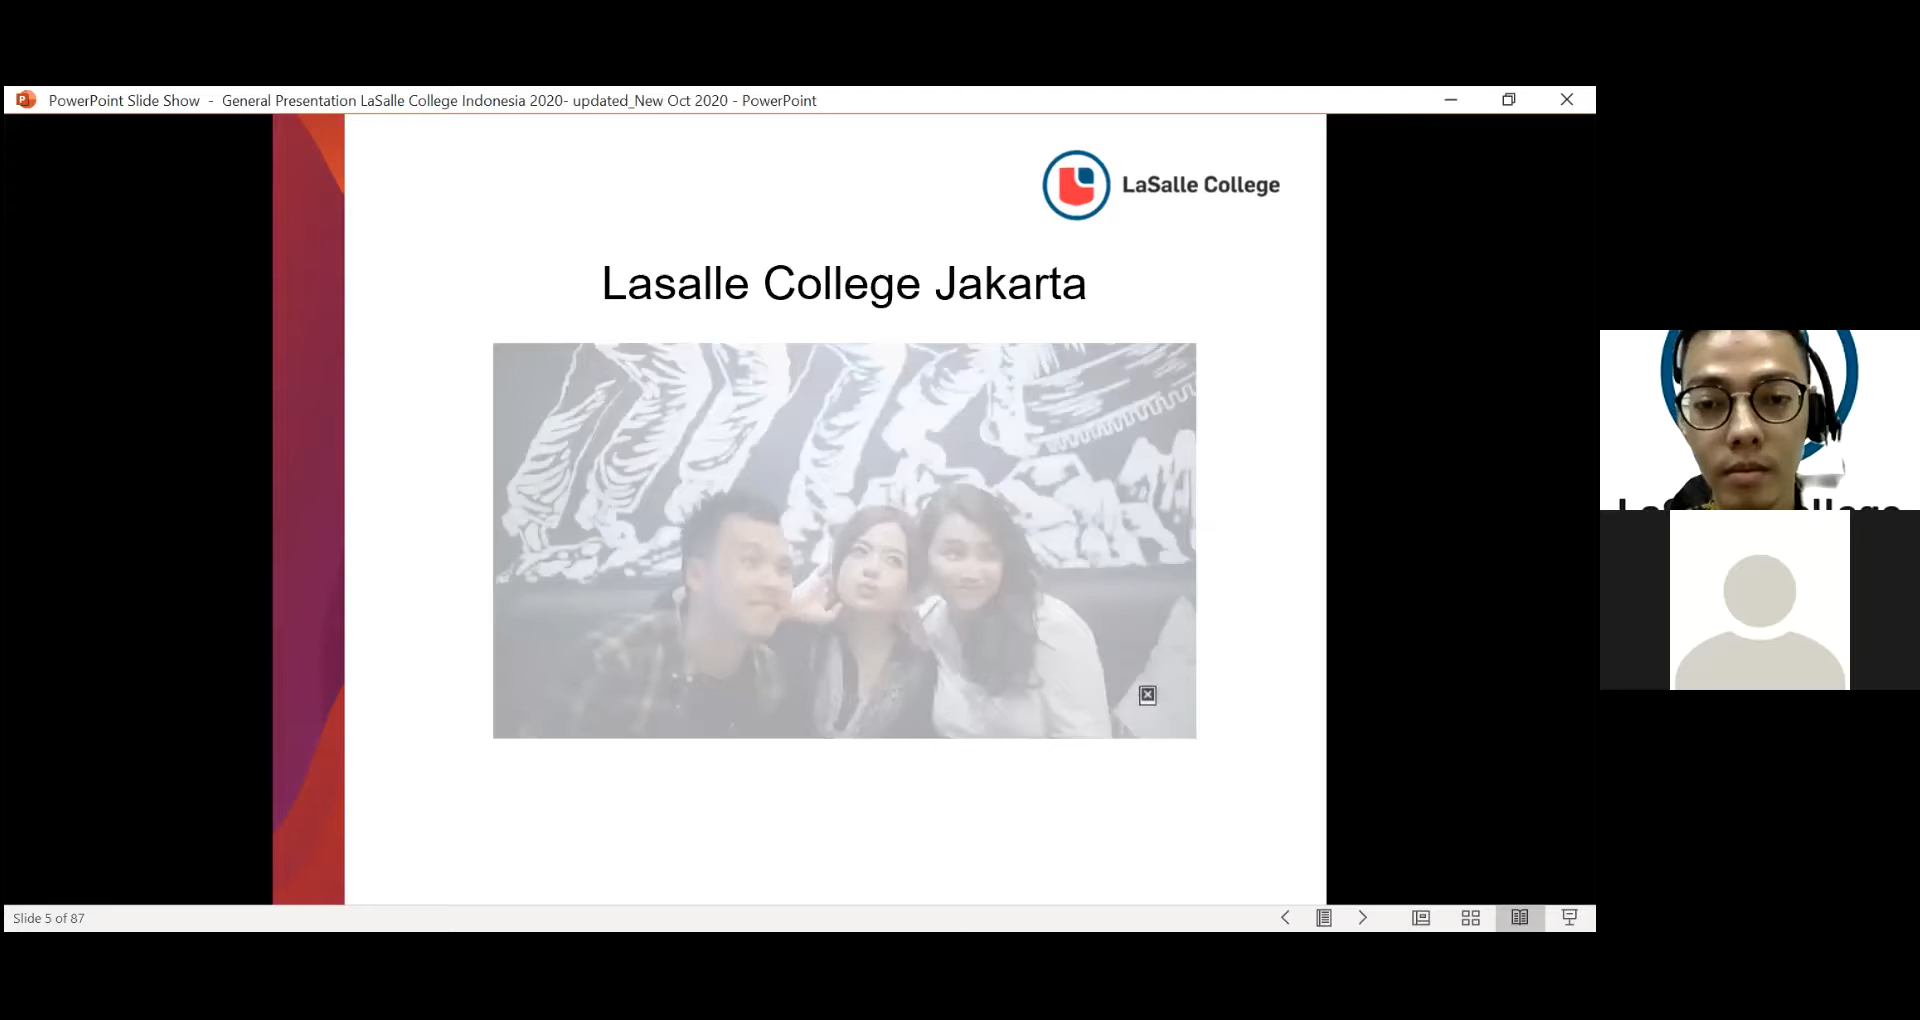 PowerPoint Slide Show - General Presentation LaSalle College Indonesia 2020- updated_New Oct 2020 - PowerPoint
LaSalle College
Lasalle College Jakarta
Slide 5 of 87